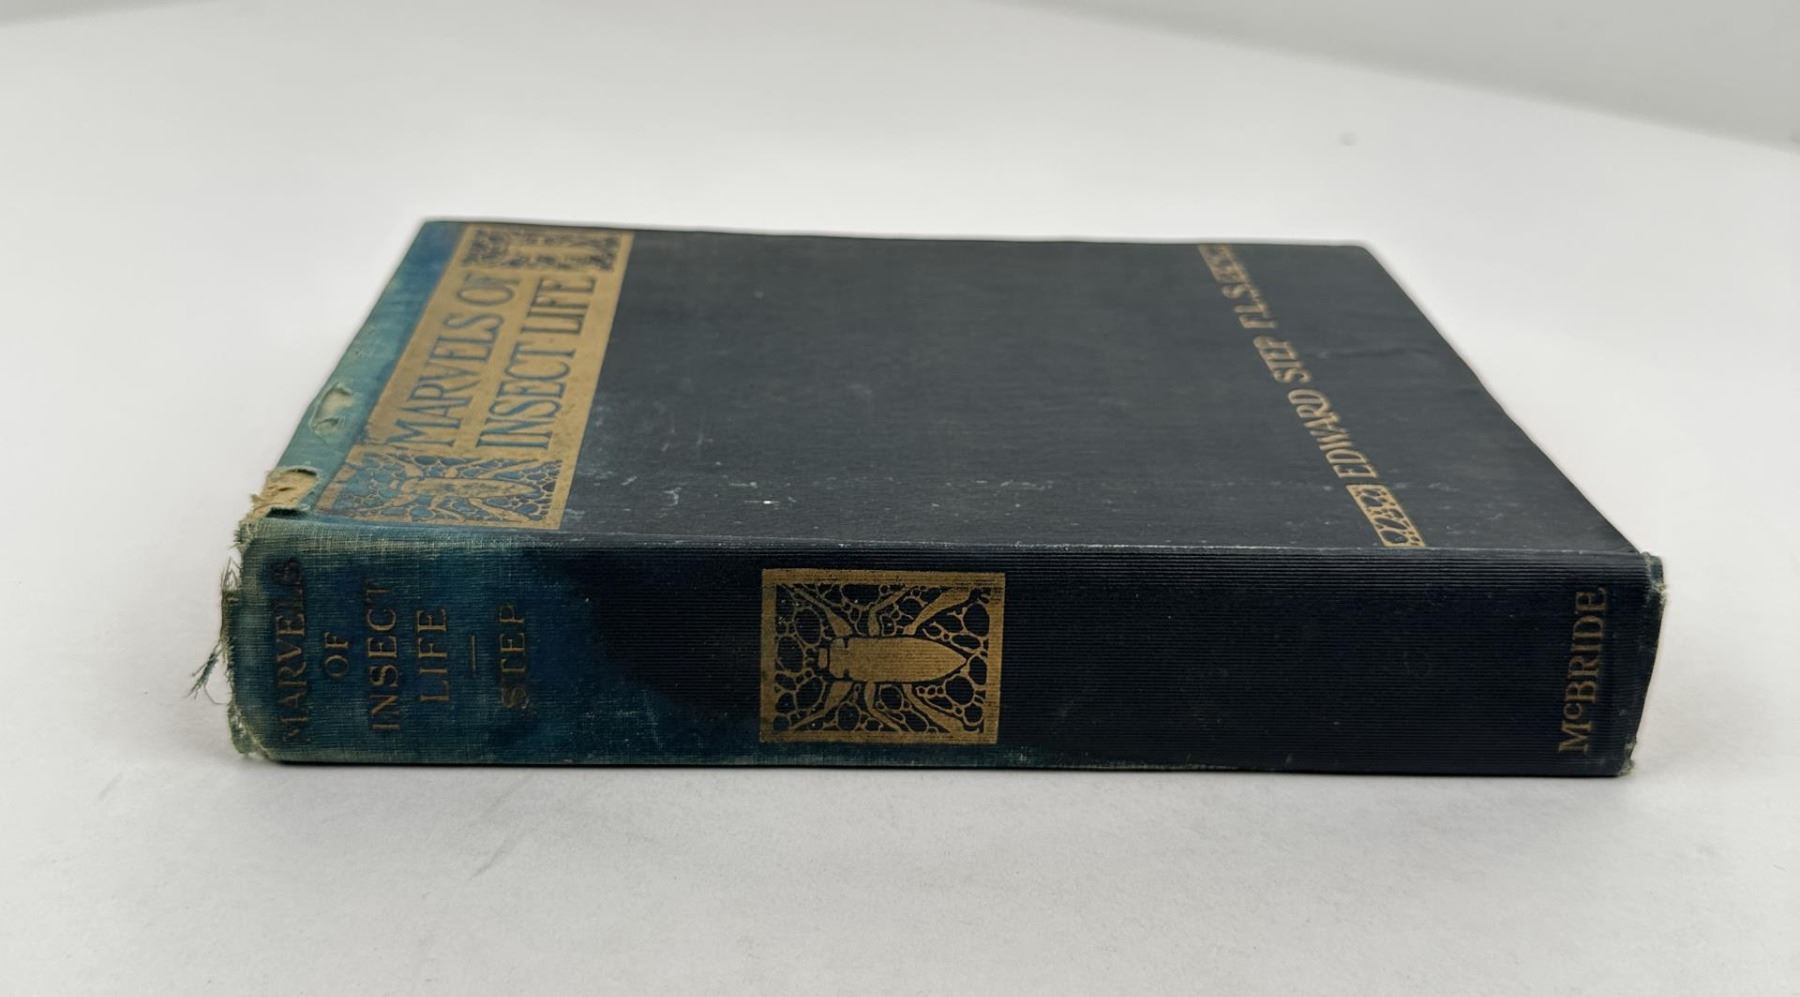 MARVELS OF
INSECT LIFE
EDWARD STEP F.L.S.
MARVELS
OF
INSECT
LIFE
—
STEP
McBRIDE